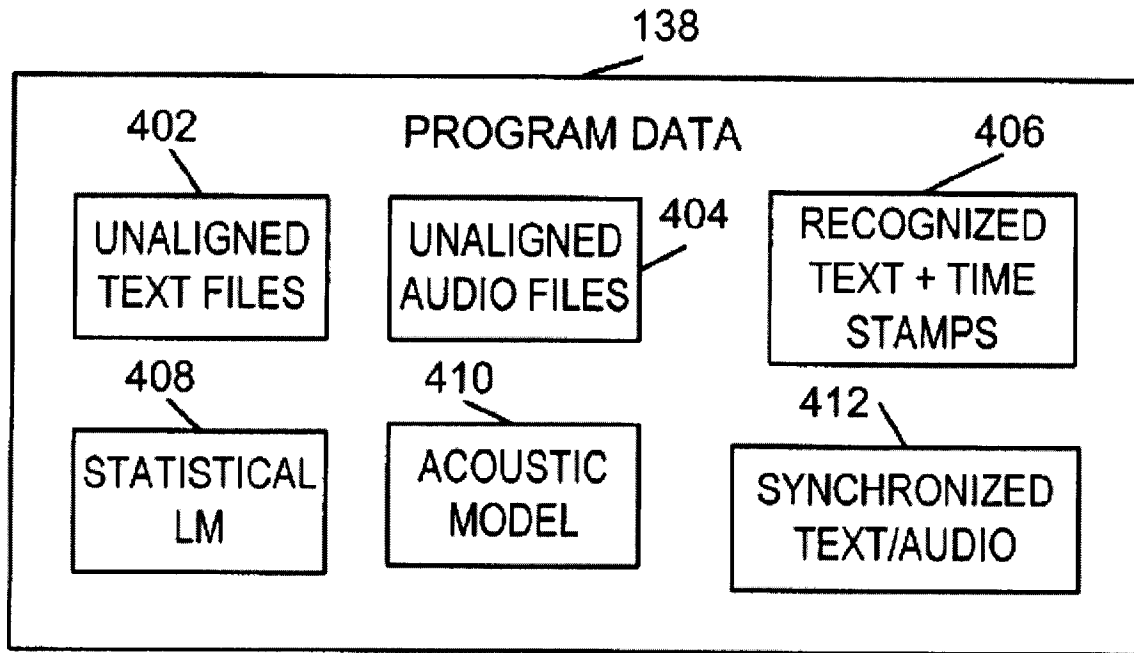 138
PROGRAM DATA
402
UNALIGNED
TEXT FILES
404
UNALIGNED
AUDIO FILES
406
RECOGNIZED
TEXT + TIME
STAMPS
408
STATISTICAL
LM
410
ACOUSTIC
MODEL
412
SYNCHRONIZED
TEXT/AUDIO